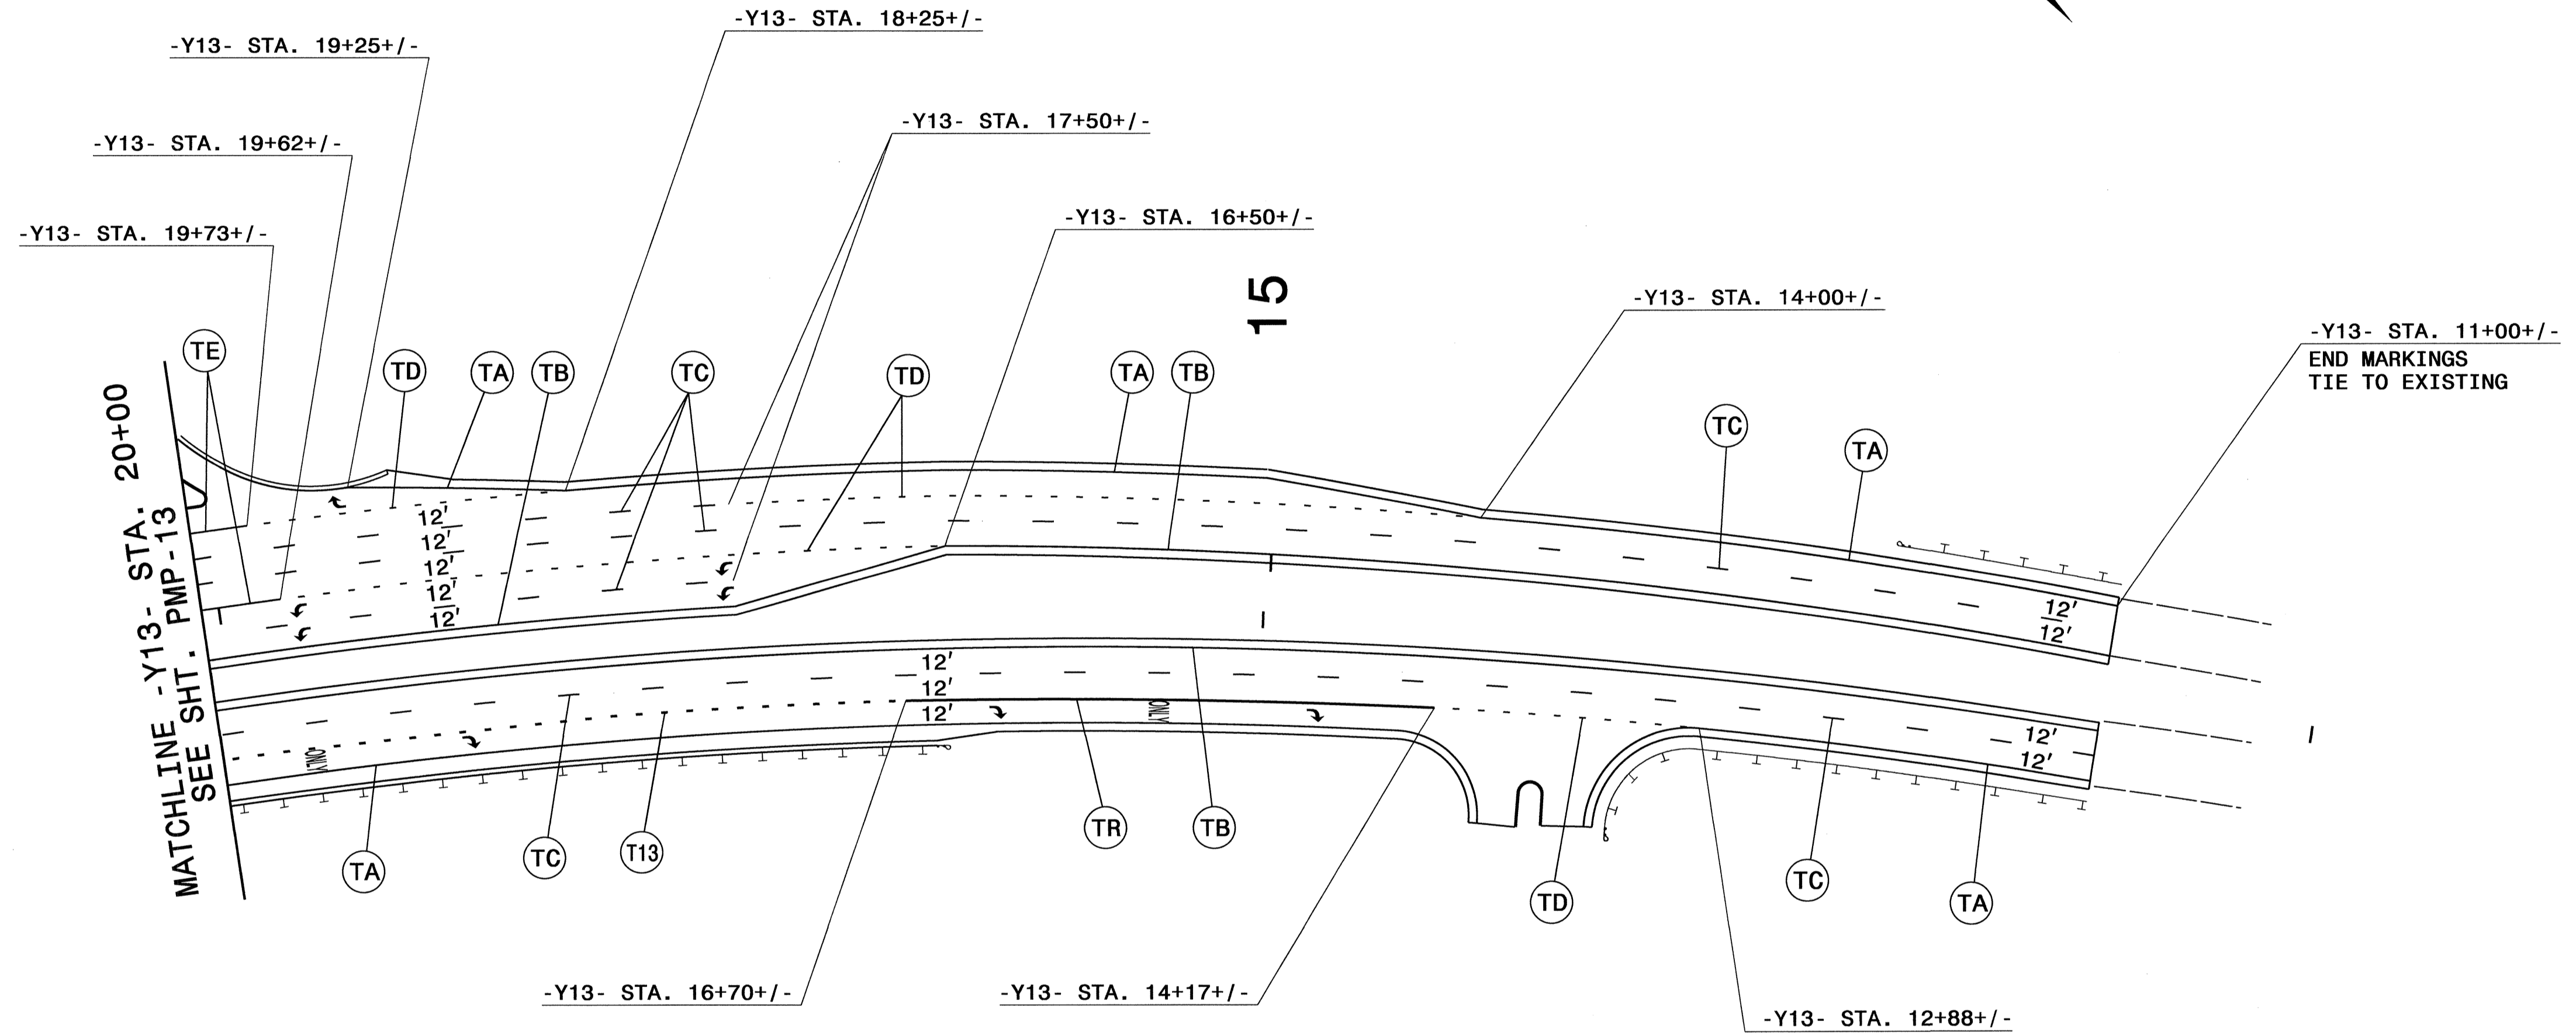 -Y13- STA. 18+25+/-
-Y13- STA. 19+25+/-
-Y13- STA. 17+50+/-
-Y13- STA. 19+62+/-
-Y13- STA. 16+50+/-
-Y13- STA. 19+73+/-
15
-Y13- STA. 14+00+/-
-Y13- STA. 11+00+/-
END MARKINGS
TIE TO EXISTING
TE
TD
TA
TB
TC
TD
TA
TB
TC
TA
MATCHLINE -Y13- STA. 20+00
SEE SHT. PMP-13
12'
12'
12'
12'
12'
12'
12'
12'
12'
12'
12'
12'
ONLY
ONLY
TA
TC
T13
TR
TB
TD
TC
TA
-Y13- STA. 16+70+/-
-Y13- STA. 14+17+/-
-Y13- STA. 12+88+/-